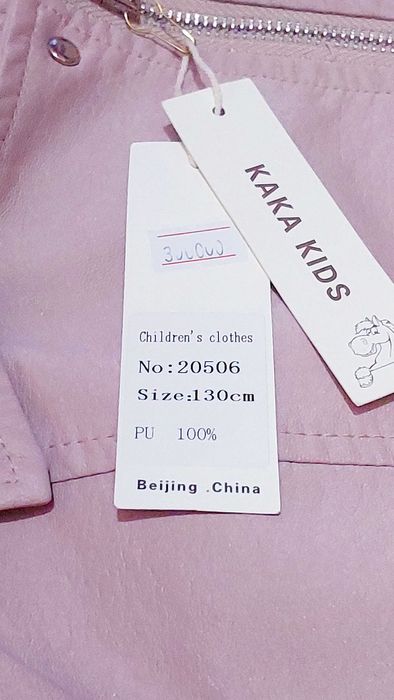 KAKA KIDS
Children's clothes
No:20506
Size:130cm
PU 100%
Beijing .China